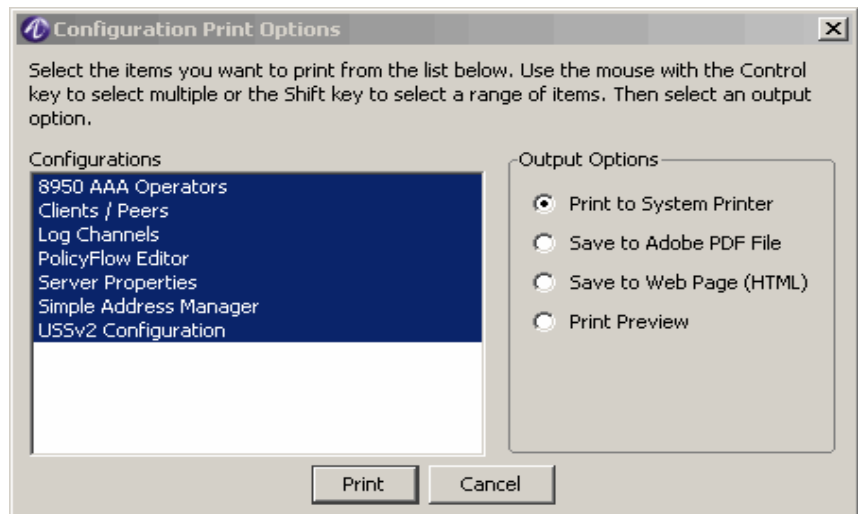 Configuration Print Options
Select the items you want to print from the list below. Use the mouse with the Control
key to select multiple or the Shift key to select a range of items. Then select an output
option.
Configurations
8950 AAA Operators
Clients / Peers
Log Channels
PolicyFlow Editor
Server Properties
Simple Address Manager
USSv2 Configuration
Output Options
Print to System Printer
Save to Adobe PDF File
Save to Web Page (HTML)
Print Preview
Print
Cancel